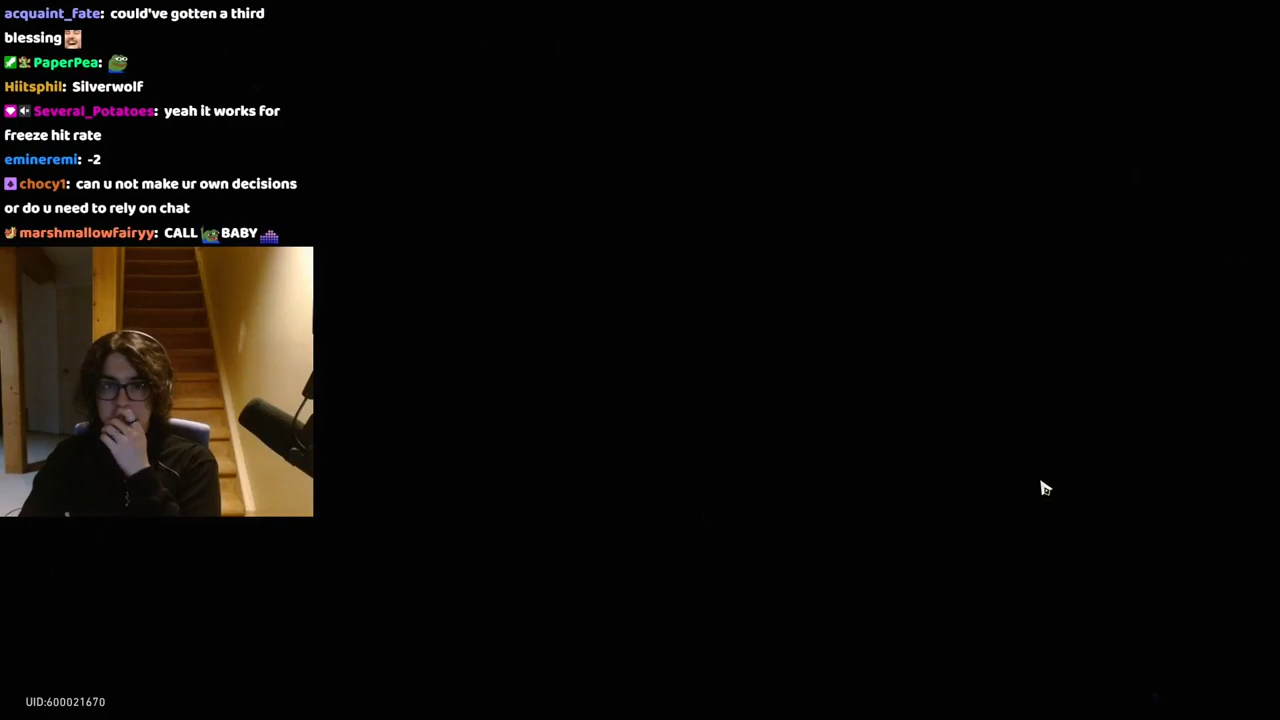 acquaint_fate: could've gotten a third
blessing
PaperPea:
Hiitsphil: Silverwolf
Several_Potatoes: yeah it works for
freeze hit rate
emineremi: -2
chocy1: can u not make ur own decisions
or do u need to rely on chat
marshmallowfairyy: CALL BABY
UID:600021670